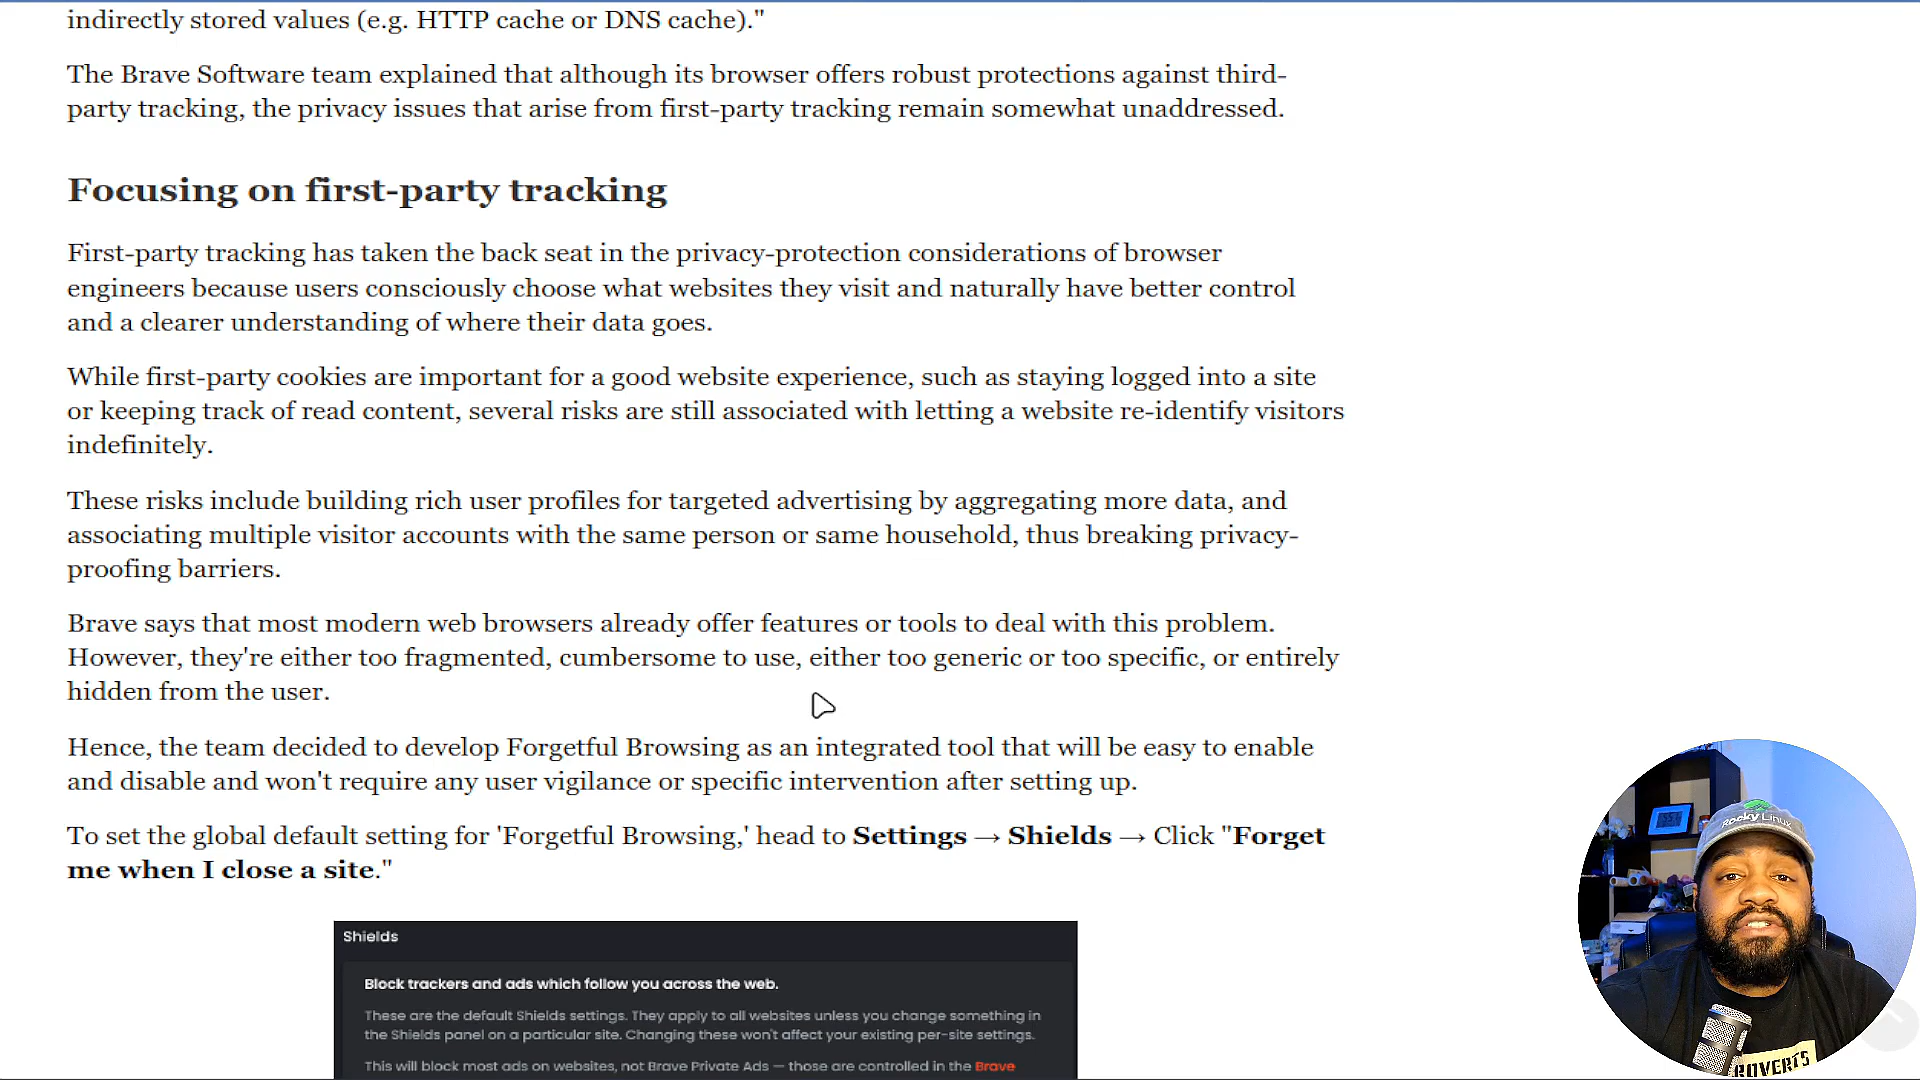 indirectly stored values (e.g. HTTP cache or DNS cache)."
The Brave Software team explained that although its browser offers robust protections against third-
party tracking, the privacy issues that arise from first-party tracking remain somewhat unaddressed.
Focusing on first-party tracking
First-party tracking has taken the back seat in the privacy-protection considerations of browser
engineers because users consciously choose what websites they visit and naturally have better control
and a clearer understanding of where their data goes.
While first-party cookies are important for a good website experience, such as staying logged into a site
or keeping track of read content, several risks are still associated with letting a website re-identify visitors
indefinitely.
These risks include building rich user profiles for targeted advertising by aggregating more data, and
associating multiple visitor accounts with the same person or same household, thus breaking privacy-
proofing barriers.
Brave says that most modern web browsers already offer features or tools to deal with this problem.
However, they're either too fragmented, cumbersome to use, either too generic or too specific, or entirely
hidden from the user.
Hence, the team decided to develop Forgetful Browsing as an integrated tool that will be easy to enable
and disable and won't require any user vigilance or specific intervention after setting up.
To set the global default setting for 'Forgetful Browsing,' head to Settings → Shields → Click "Forget
me when I close a site."
Shields
Block trackers and ads which follow you across the web.
These are the default Shields settings. They apply to all websites unless you change something in
the Shields panel on a particular site. Changing these won't affect your existing per-site settings.
This will block most ads on websites, not Brave Private Ads — those are controlled in the Brave
Rocky Linux
ROVERTS